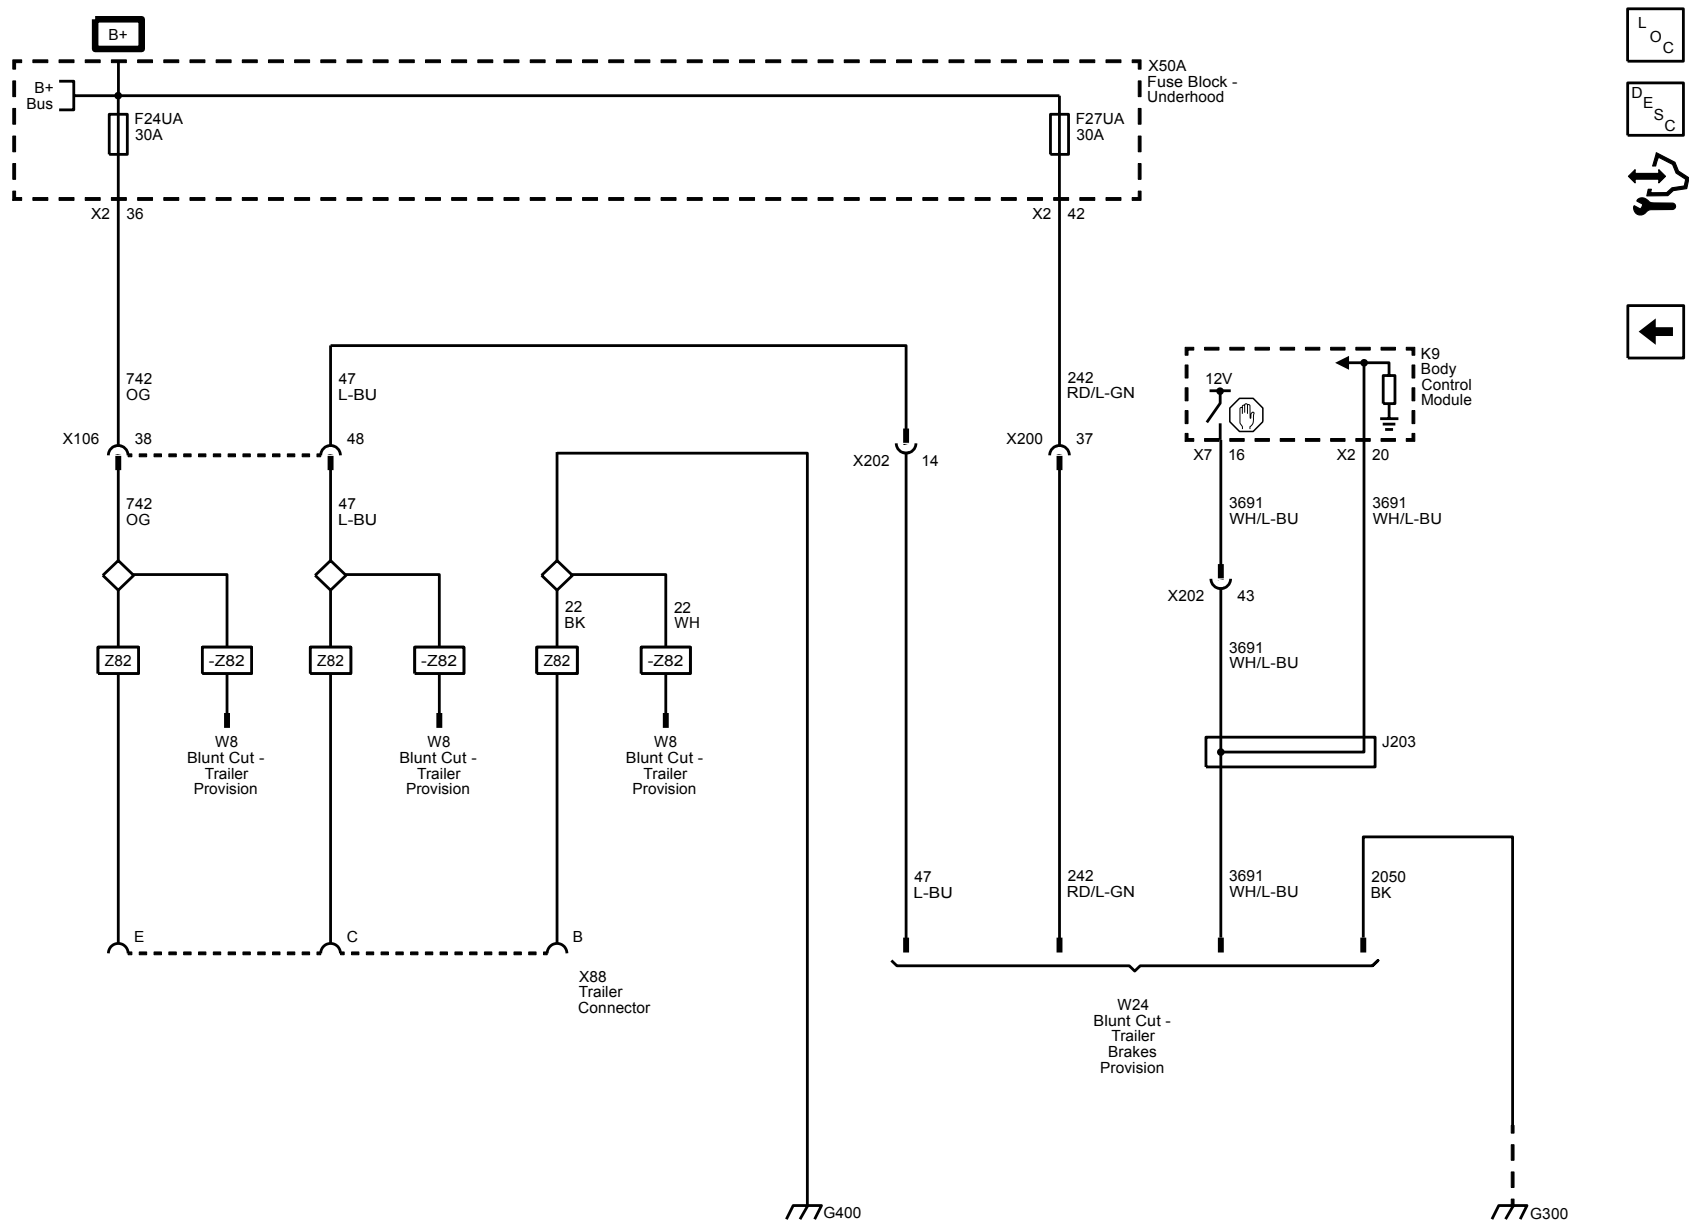 B+
L
O
C
X50A
Fuse Block -
Underhood
B+
Bus
D
E
S
C
F24UA
30A
F27UA
30A
X2 36
X2 42
742
OG
47
L-BU
242
RD/L-GN
12V
K9
Body
Control
Module
X106 38
48
X202 14
X200 37
X7 16
X2 20
742
OG
47
L-BU
3691
WH/L-BU
3691
WH/L-BU
X202 43
22
BK
22
WH
3691
WH/L-BU
Z82
-Z82
Z82
-Z82
Z82
-Z82
W8
Blunt Cut -
Trailer
Provision
W8
Blunt Cut -
Trailer
Provision
W8
Blunt Cut -
Trailer
Provision
J203
47
L-BU
242
RD/L-GN
3691
WH/L-BU
2050
BK
E
C
B
X88
Trailer
Connector
W24
Blunt Cut -
Trailer
Brakes
Provision
G400
G300